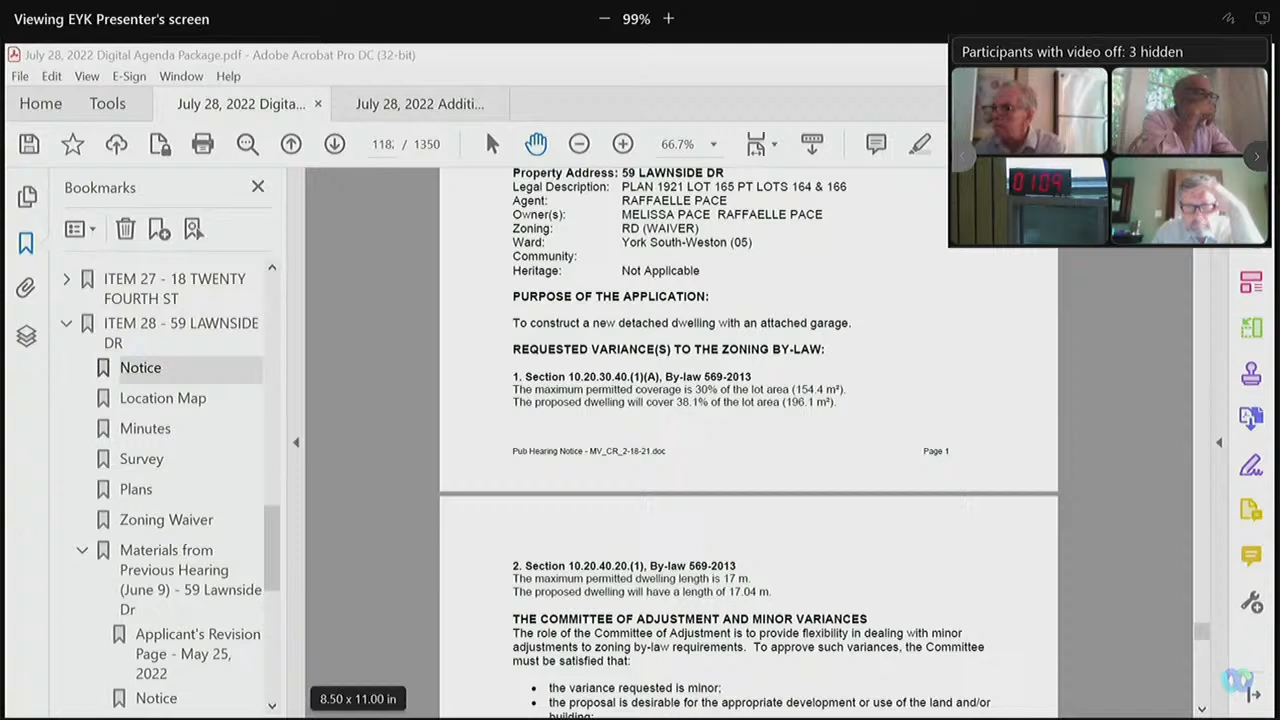 Viewing EYK Presenter's screen
99%
Participants with video off: 3 hidden
July 28, 2022 Digital Agenda Package.pdf - Adobe Acrobat Pro DC (32-bit)
File Edit View E-Sign Window Help
Home Tools July 28, 2022 Digita... × July 28, 2022 Additi...
118 / 1350 66.7%
0109
Bookmarks
ITEM 27 - 18 TWENTY
FOURTH ST
ITEM 28 - 59 LAWNSIDE
DR
Notice
Location Map
Minutes
Survey
Plans
Zoning Waiver
Materials from
Previous Hearing
(June 9) - 59 Lawnside
Dr
Applicant's Revision
Page - May 25,
2022
Notice
8.50 x 11.00 in
Property Address: 59 LAWNSIDE DR
Legal Description: PLAN 1921 LOT 165 PT LOTS 164 & 166
Agent: RAFFAELLE PACE
Owner(s): MELISSA PACE RAFFAELLE PACE
Zoning: RD (WAIVER)
Ward: York South-Weston (05)
Community:
Heritage: Not Applicable
PURPOSE OF THE APPLICATION:
To construct a new detached dwelling with an attached garage.
REQUESTED VARIANCE(S) TO THE ZONING BY-LAW:
1. Section 10.20.30.40.(1)(A), By-law 569-2013
The maximum permitted coverage is 30% of the lot area (154.4 m²).
The proposed dwelling will cover 38.1% of the lot area (196.1 m²).
Pub Hearing Notice - MV_CR_2-18-21.doc Page 1
2. Section 10.20.40.20.(1), By-law 569-2013
The maximum permitted dwelling length is 17 m.
The proposed dwelling will have a length of 17.04 m.
THE COMMITTEE OF ADJUSTMENT AND MINOR VARIANCES
The role of the Committee of Adjustment is to provide flexibility in dealing with minor
adjustments to zoning by-law requirements. To approve such variances, the Committee
must be satisfied that:
• the variance requested is minor;
• the proposal is desirable for the appropriate development or use of the land and/or
building;